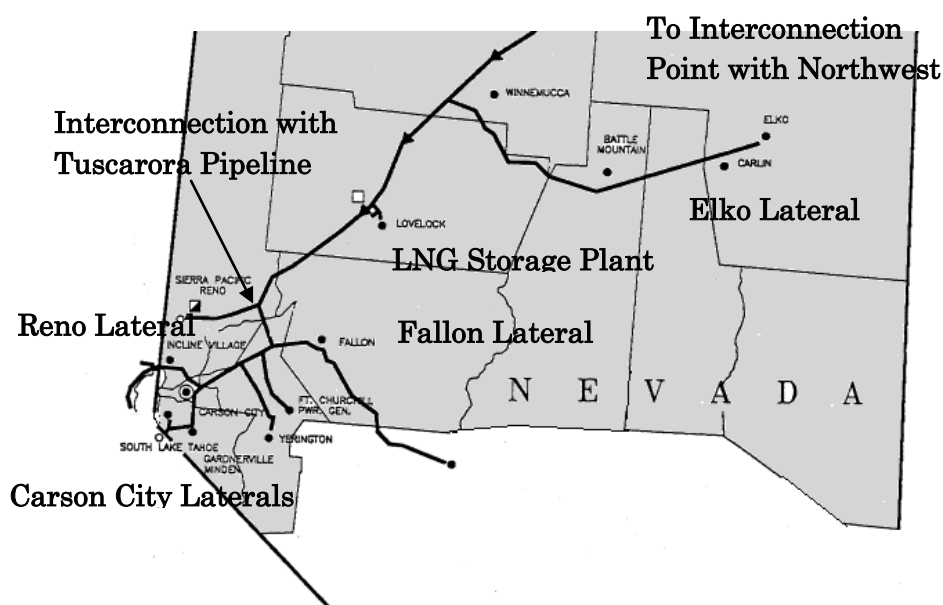 To Interconnection
Point with Northwest
WINNEMUCCA
Interconnection with
Tuscarora Pipeline
ELKO
BATTLE
MOUNTAIN
CARLIN
Elko Lateral
LOVELOCK
LNG Storage Plant
SIERRA PACIFIC
RENO
Reno Lateral
Fallon Lateral
INCLINE VILLAGE
FALLON
NEVADA
FT. CHURCHILL
PWR. GEN.
CARSON CITY
YERINGTON
SOUTH LAKE TAHOE
GARDNERVILLE
MINDEN
Carson City Laterals